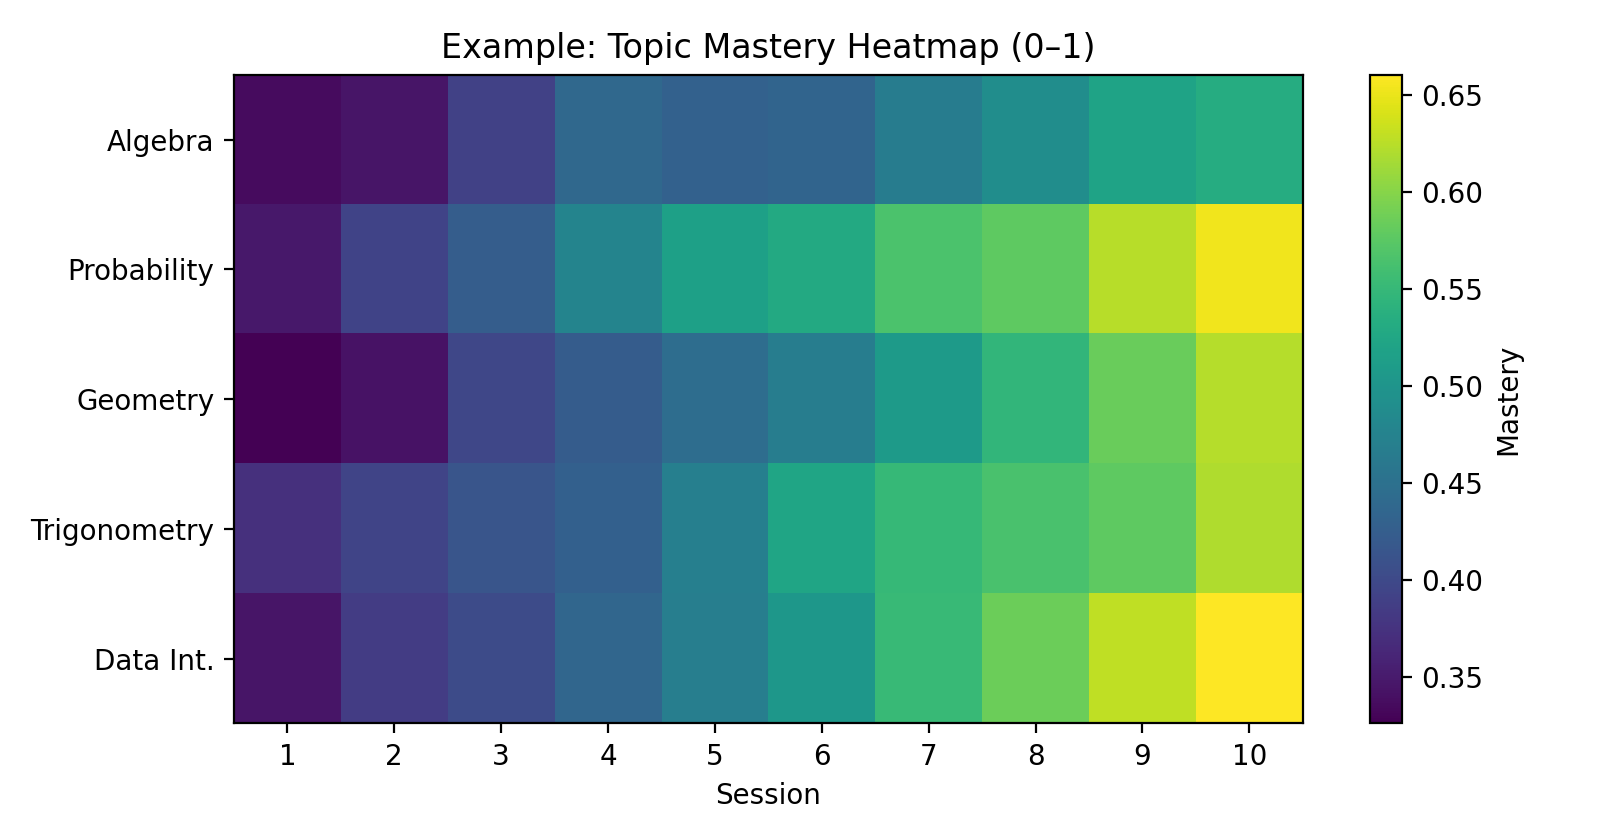 Example: Topic Mastery Heatmap (0–1)
Algebra
Probability
Geometry
Trigonometry
Data Int.
1 2 3 4 5 6 7 8 9 10
Session
0.65
0.60
0.55
0.50
0.45
0.40
0.35
Mastery